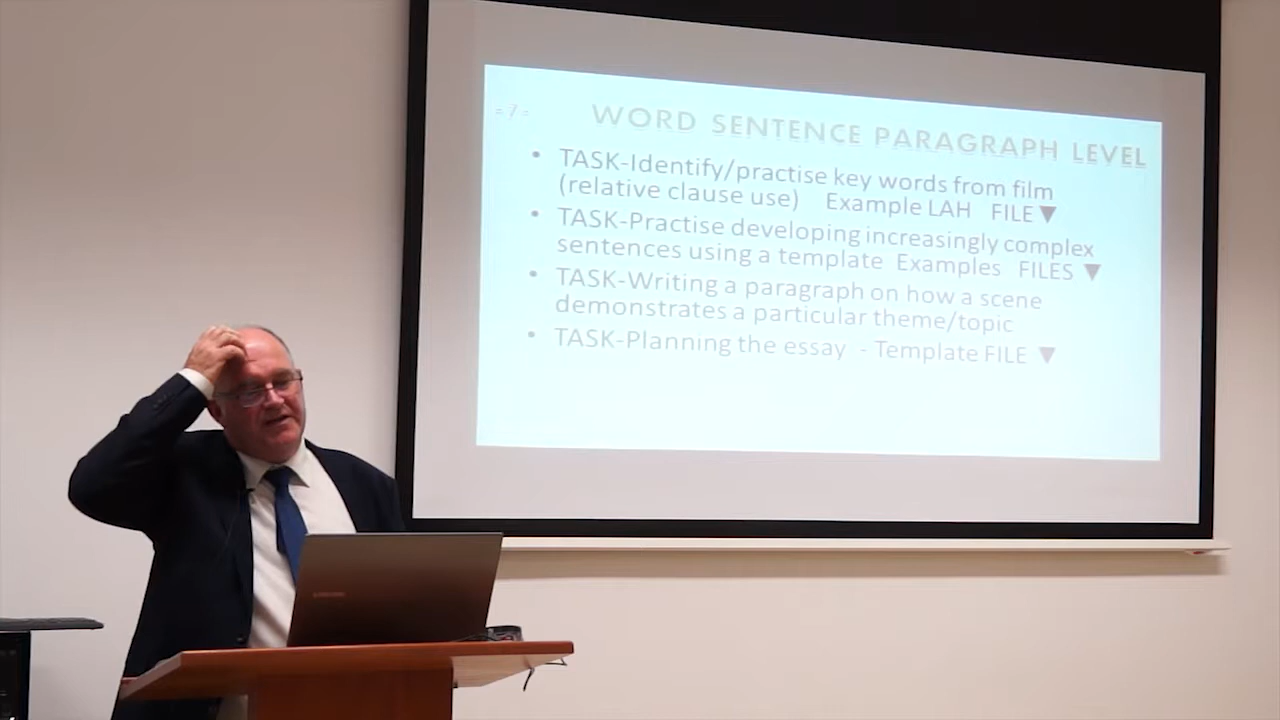 =7=
WORD SENTENCE PARAGRAPH LEVEL
• TASK-Identify/practise key words from film
(relative clause use) Example LAH FILE ▼
• TASK-Practise developing increasingly complex
sentences using a template Examples FILES ▼
• TASK-Writing a paragraph on how a scene
demonstrates a particular theme/topic
• TASK-Planning the essay - Template FILE ▼
SAMSUNG